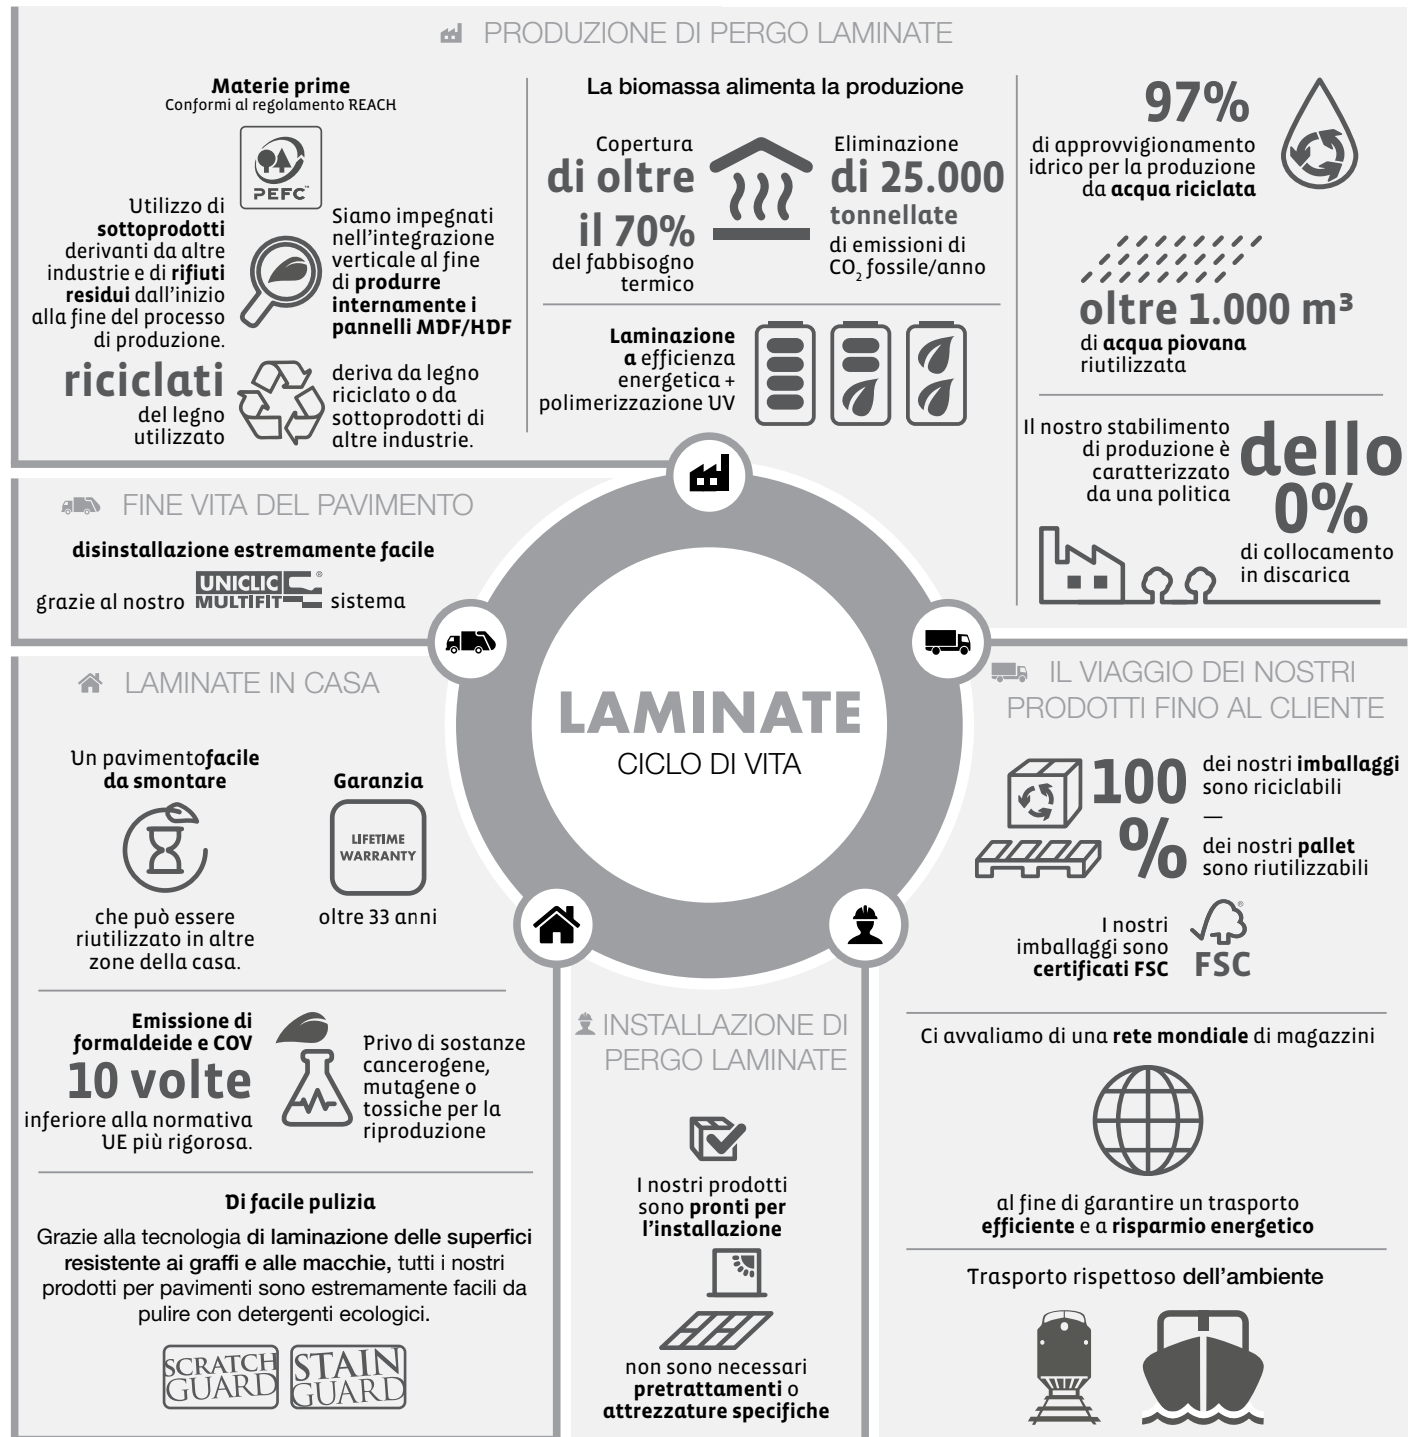 PRODUZIONE DI PERGO LAMINATE
Materie prime
Conformi al regolamento REACH
PEFC™
Utilizzo di
sottoprodotti
derivanti da altre
industrie e di rifiuti
residui dall'inizio
alla fine del processo
di produzione.
Siamo impegnati
nell'integrazione
verticale al fine
di produrre
internamente i
pannelli MDF/HDF
riciclati
del legno
utilizzato
deriva da legno
riciclato o da
sottoprodotti di
altre industrie.
La biomassa alimenta la produzione
Copertura
di oltre
il 70%
del fabbisogno
termico
Eliminazione
di 25.000
tonnellate
di emissioni di
CO2 fossile/anno
Laminazione
a efficienza
energetica +
polimerizzazione UV
97%
di approvvigionamento
idrico per la produzione
da acqua riciclata
oltre 1.000 m³
di acqua piovana
riutilizzata
Il nostro stabilimento
di produzione è
caratterizzato
da una politica
dello
0%
di collocamento
in discarica
FINE VITA DEL PAVIMENTO
disinstallazione estremamente facile
grazie al nostro UNICLIC® MULTIFIT sistema
LAMINATE
CICLO DI VITA
LAMINATE IN CASA
Un pavimentofacile
da smontare
che può essere
riutilizzato in altre
zone della casa.
Garanzia
LIFETIME
WARRANTY
oltre 33 anni
Emissione di
formaldeide e COV
10 volte
inferiore alla normativa
UE più rigorosa.
Privo di sostanze
cancerogene,
mutagene o
tossiche per la
riproduzione
Di facile pulizia
Grazie alla tecnologia di laminazione delle superfici
resistente ai graffi e alle macchie, tutti i nostri
prodotti per pavimenti sono estremamente facili da
pulire con detergenti ecologici.
SCRATCH
GUARD
STAIN
GUARD
INSTALLAZIONE DI
PERGO LAMINATE
I nostri prodotti
sono pronti per
l'installazione
non sono necessari
pretrattamenti o
attrezzature specifiche
IL VIAGGIO DEI NOSTRI
PRODOTTI FINO AL CLIENTE
100
%
dei nostri imballaggi
sono riciclabili
—
dei nostri pallet
sono riutilizzabili
I nostri
imballaggi sono
certificati FSC
®
FSC
Ci avvaliamo di una rete mondiale di magazzini
al fine di garantire un trasporto
efficiente e a risparmio energetico
Trasporto rispettoso dell'ambiente